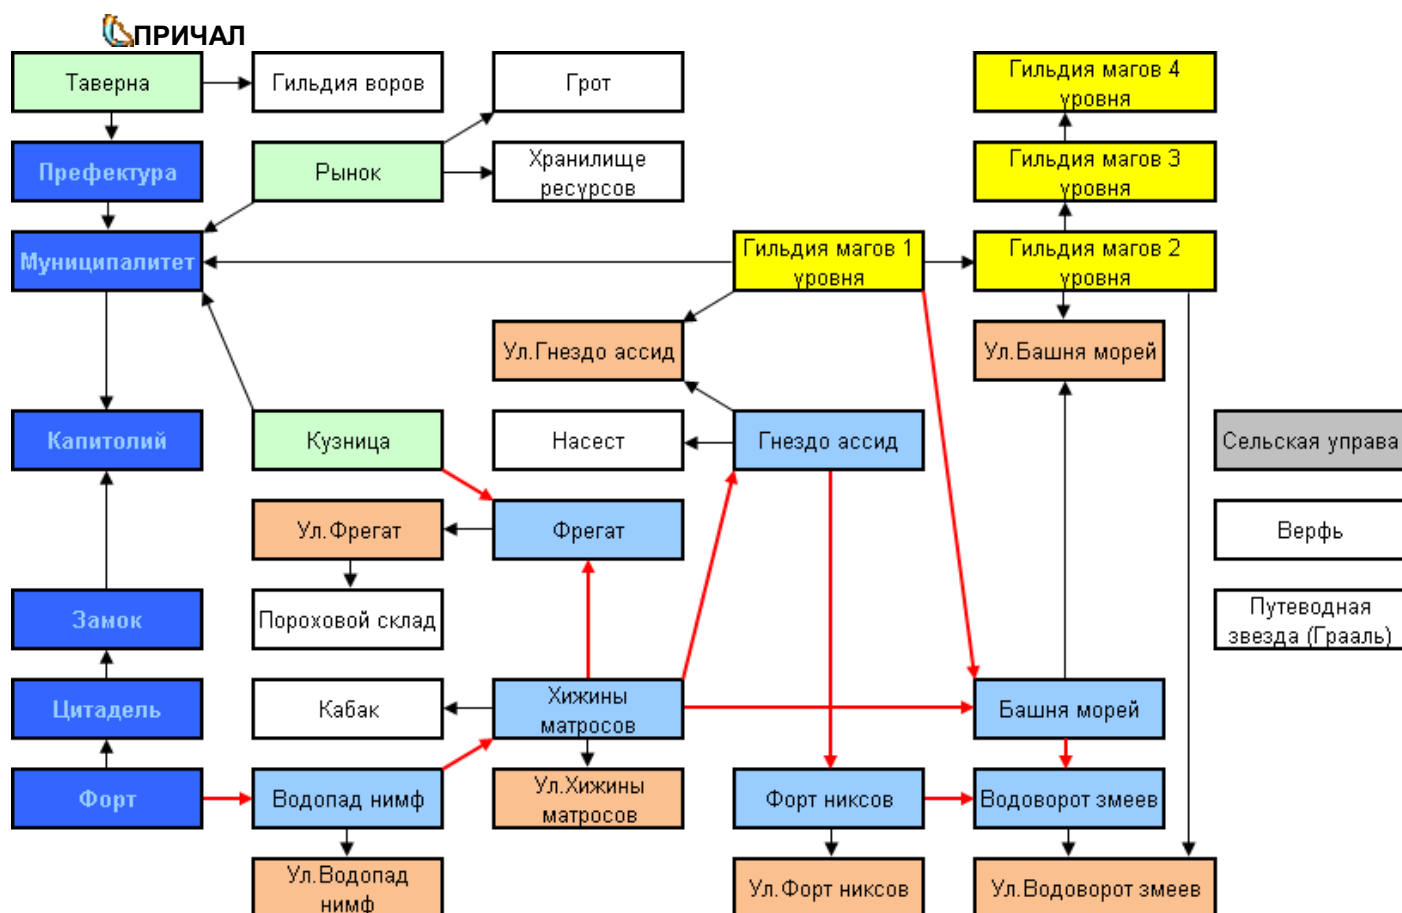 ПРИЧАЛ
Таверна
Гильдия воров
Грот
Гильдия магов 4
уровня
Префектура
Рынок
Хранилище
ресурсов
Гильдия магов 3
уровня
Муниципалитет
Гильдия магов 1
уровня
Гильдия магов 2
уровня
Ул.Гнездо ассид
Ул.Башня морей
Капитолий
Кузница
Насест
Гнездо ассид
Сельская управа
Ул.Фрегат
Фрегат
Верфь
Замок
Пороховой склад
Путеводная
звезда (Грааль)
Цитадель
Кабак
Хижины
матросов
Башня морей
Форт
Водопад нимф
Ул.Хижины
матросов
Форт никсов
Водоворот змеев
Ул.Водопад
нимф
Ул.Форт никсов
Ул.Водоворот змеев